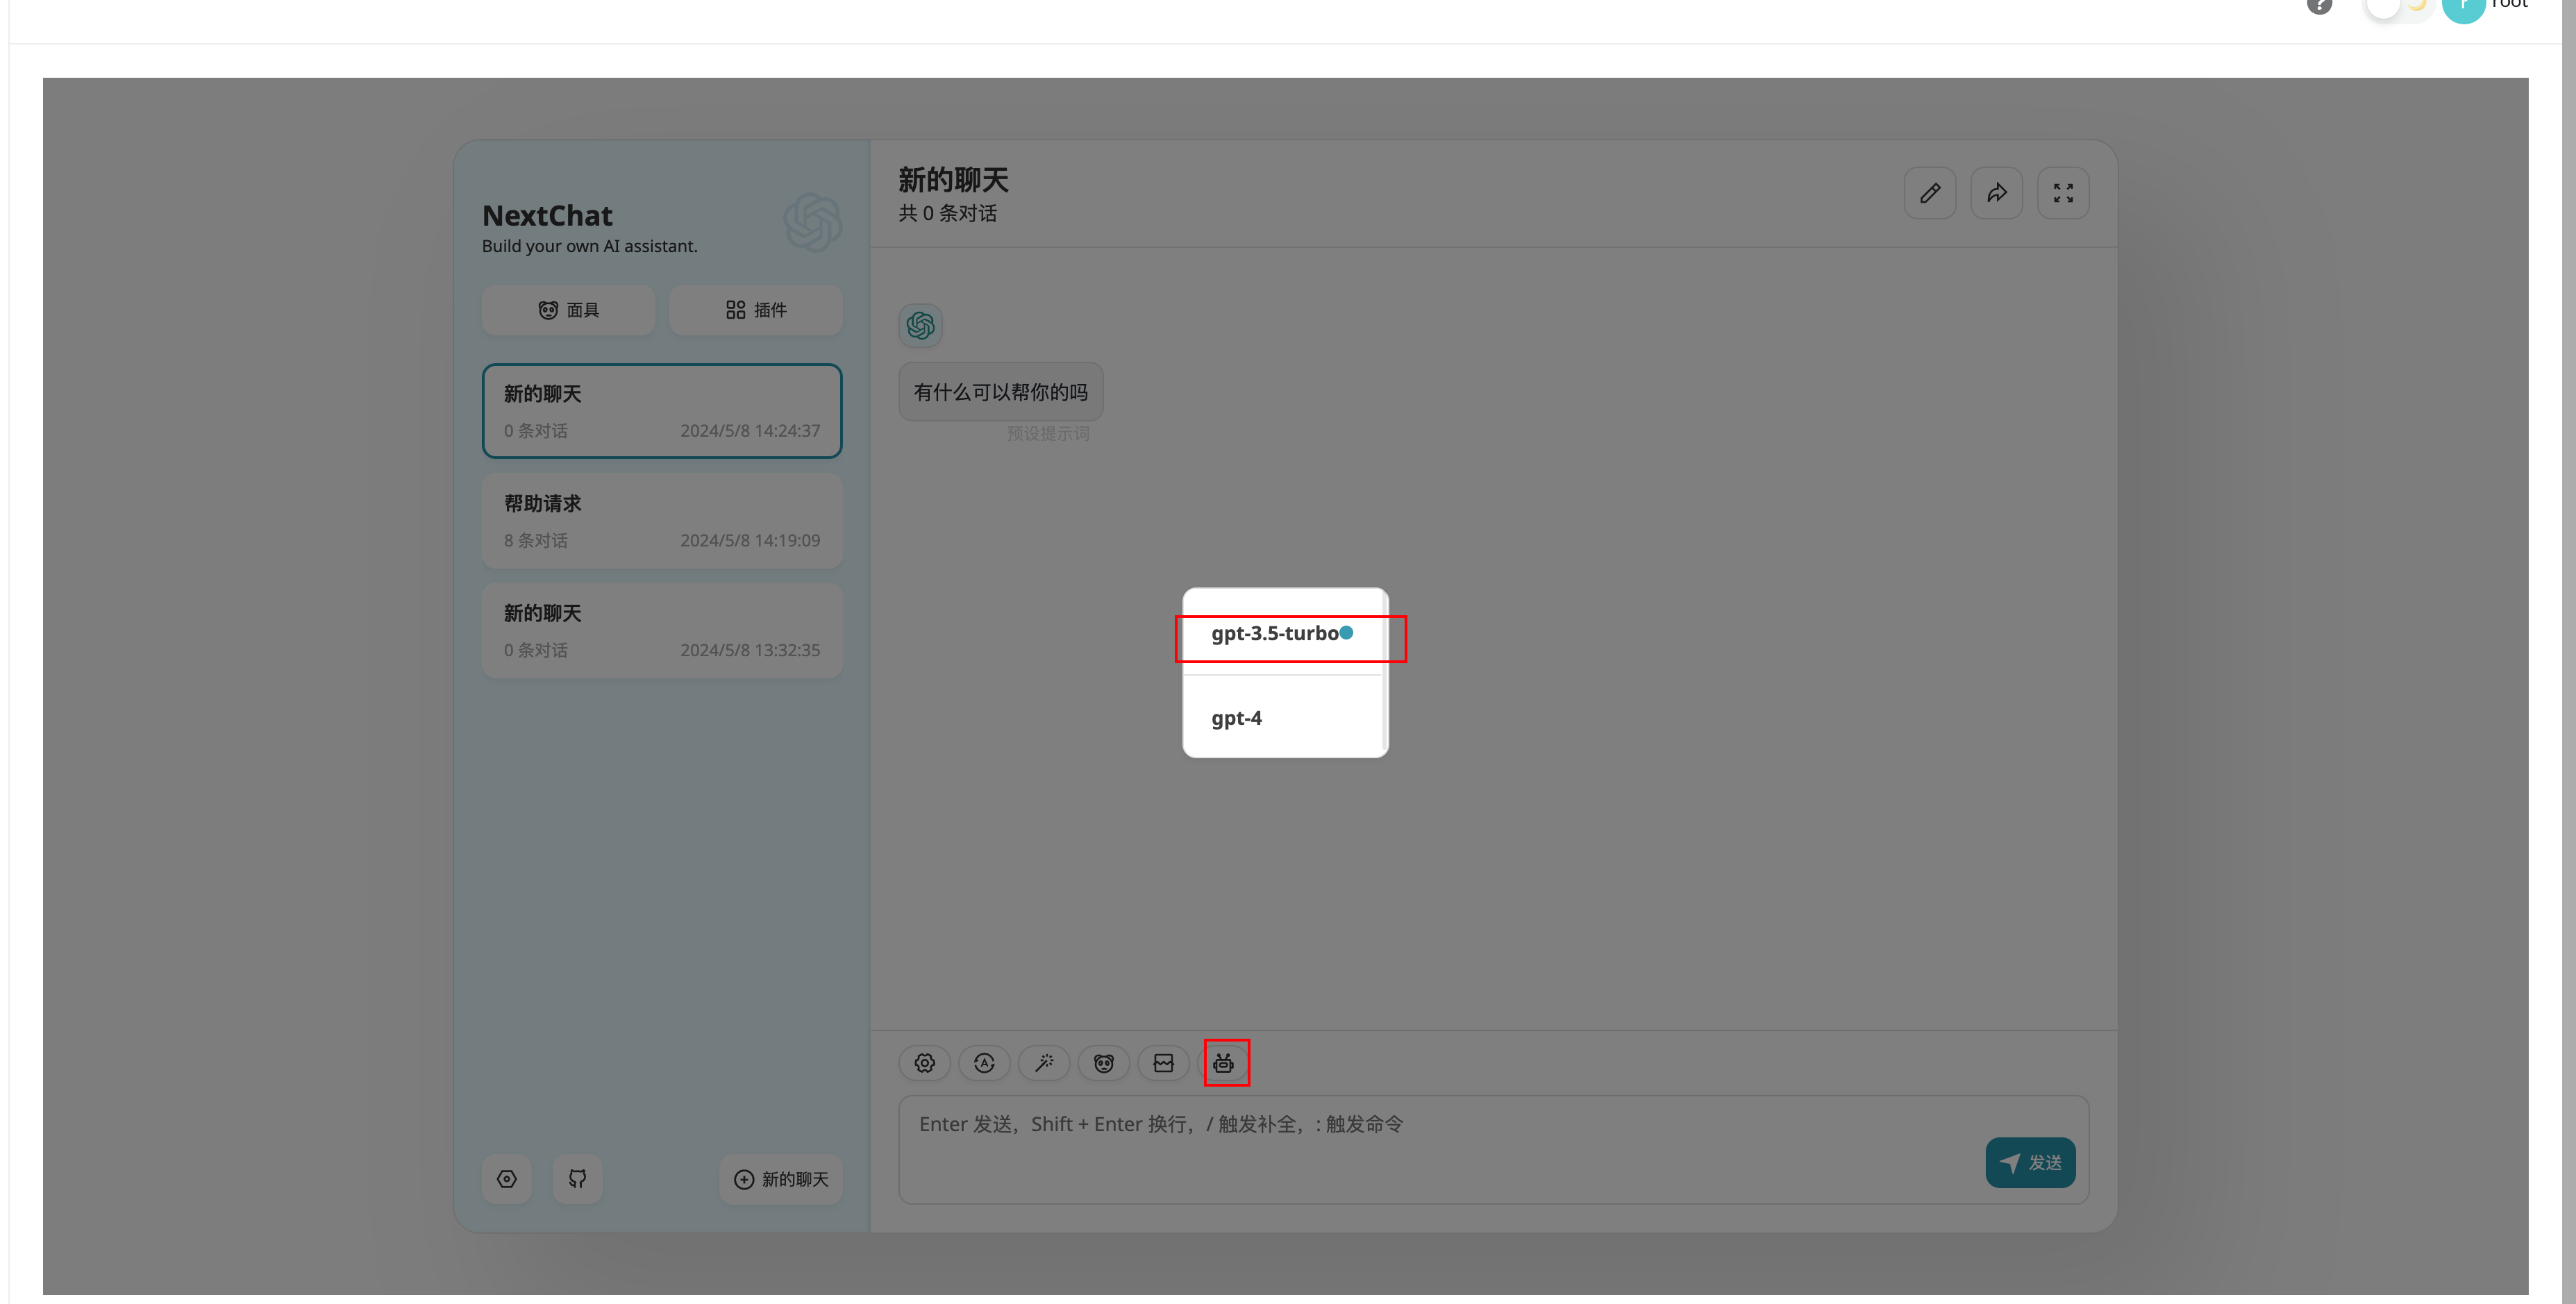 root
NextChat
Build your own AI assistant.
面具
插件
新的聊天
0 条对话
2024/5/8 14:24:37
帮助请求
8 条对话
2024/5/8 14:19:09
新的聊天
0 条对话
2024/5/8 13:32:35
新的聊天
新的聊天
共 0 条对话
有什么可以帮你的吗
预设提示词
gpt-3.5-turbo
gpt-4
Enter 发送，Shift + Enter 换行，/ 触发补全，: 触发命令
发送